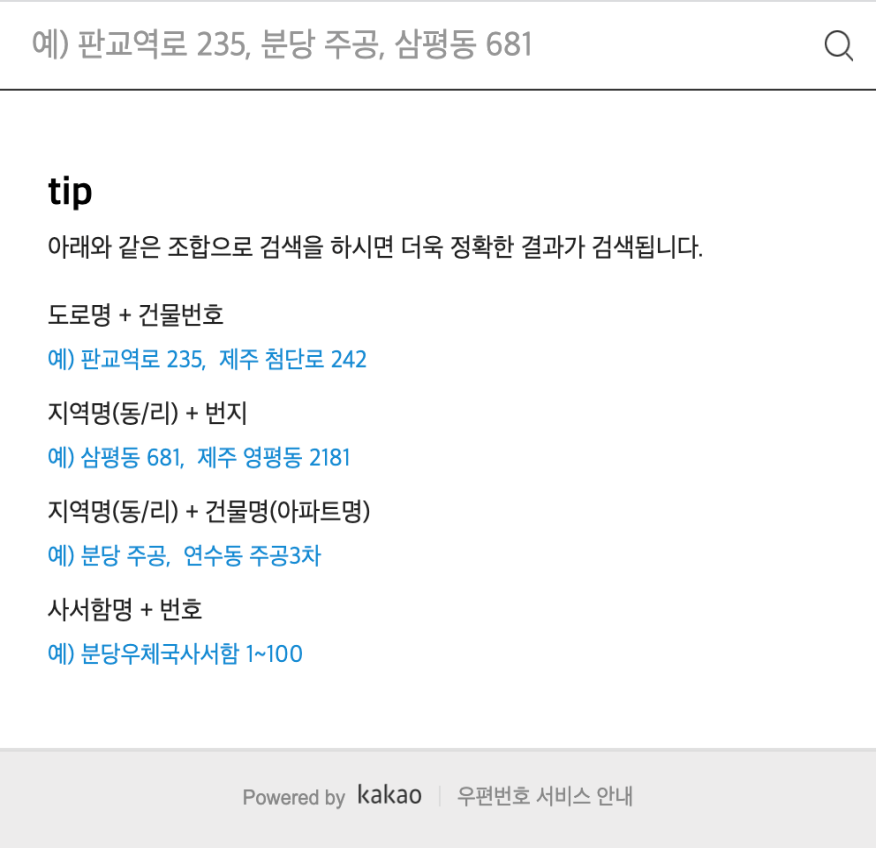 예) 판교역로 235, 분당 주공, 삼평동 681
tip
아래와 같은 조합으로 검색을 하시면 더욱 정확한 결과가 검색됩니다.
도로명 + 건물번호
예) 판교역로 235, 제주 첨단로 242
지역명(동/리) + 번지
예) 삼평동 681, 제주 영평동 2181
지역명(동/리) + 건물명(아파트명)
예) 분당 주공, 연수동 주공3차
사서함명 + 번호
예) 분당우체국사서함 1~100
Powered by kakao | 우편번호 서비스 안내